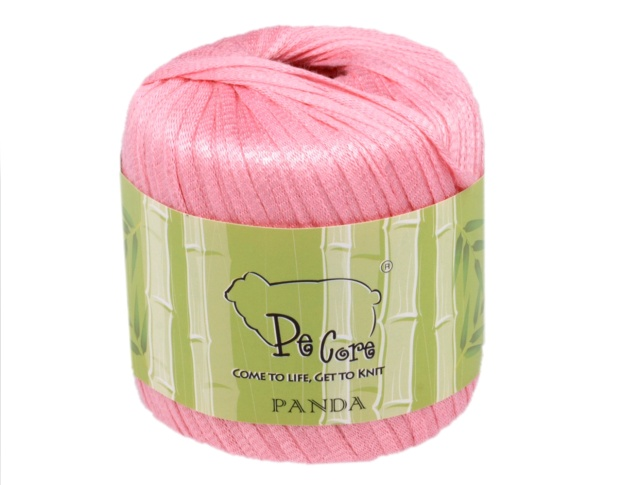 ®
Pe Core
COME TO LIFE, GET TO KNIT
PANDA